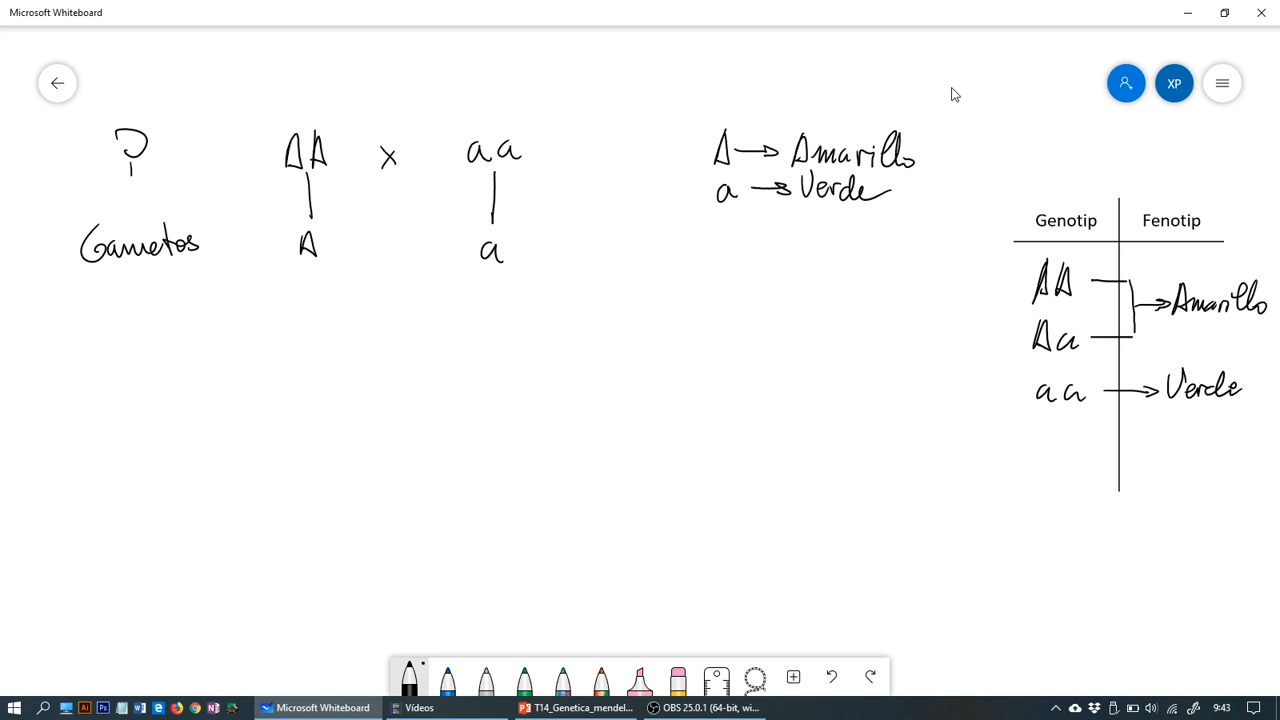 Microsoft Whiteboard
XP
P AA x aa
Gametos A a
A → Amarillo
a → Verde
Genotip Fenotip
AA
Aa → Amarillo
aa → Verde
Microsoft Whiteboard Vídeos T14_Genetica_mendel... OBS 25.0.1 (64-bit, wi... 9:43